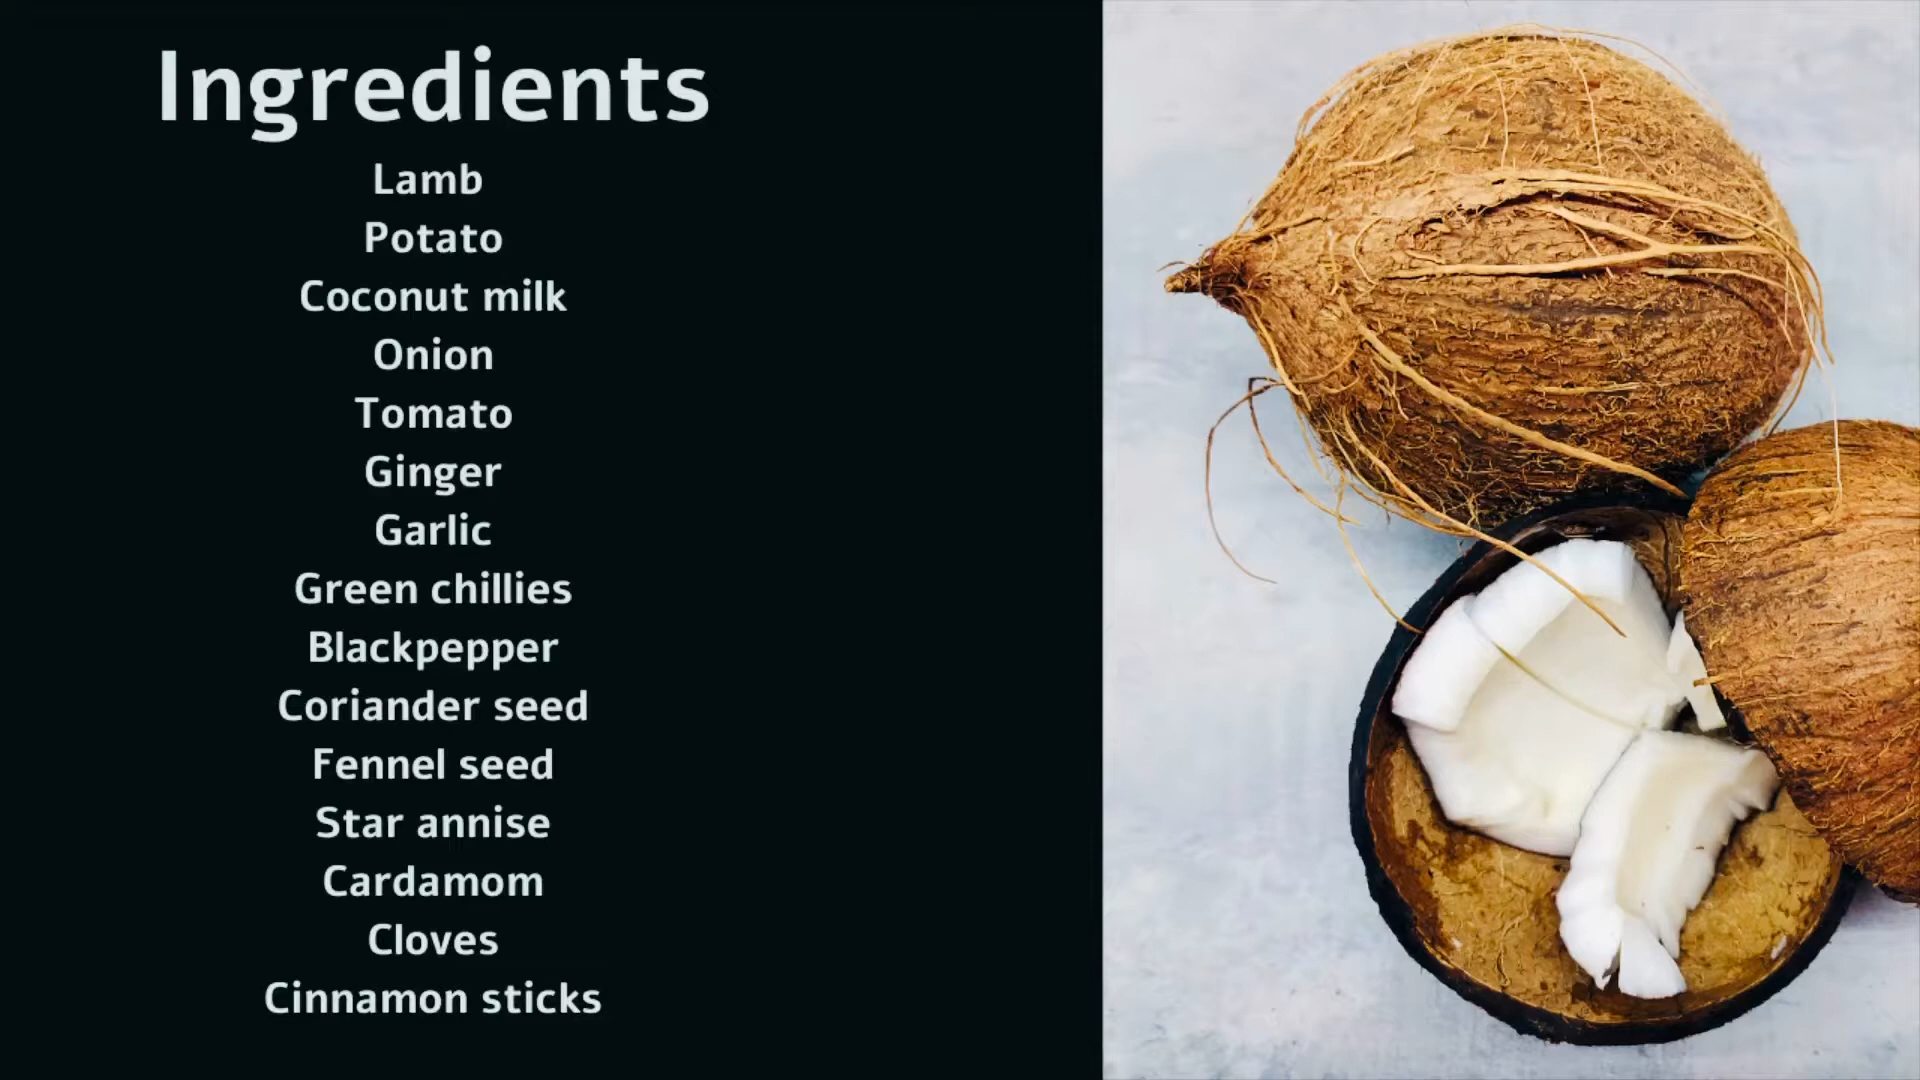 Ingredients
Lamb
Potato
Coconut milk
Onion
Tomato
Ginger
Garlic
Green chillies
Blackpepper
Coriander seed
Fennel seed
Star annise
Cardamom
Cloves
Cinnamon sticks